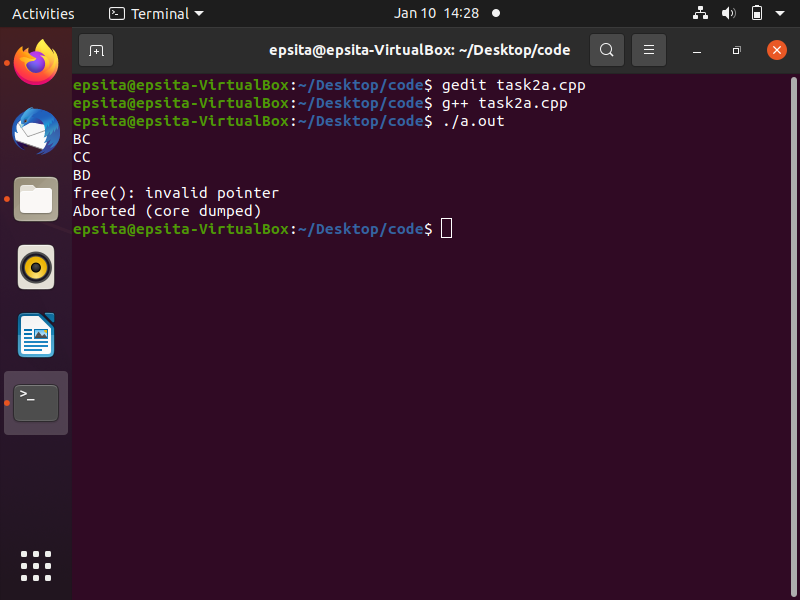 Activities
Terminal
Jan 10 14:28
epsita@epsita-VirtualBox: ~/Desktop/code
epsita@epsita-VirtualBox:~/Desktop/code$ gedit task2a.cpp
epsita@epsita-VirtualBox:~/Desktop/code$ g++ task2a.cpp
epsita@epsita-VirtualBox:~/Desktop/code$ ./a.out
BC
CC
BD
free(): invalid pointer
Aborted (core dumped)
epsita@epsita-VirtualBox:~/Desktop/code$
>_